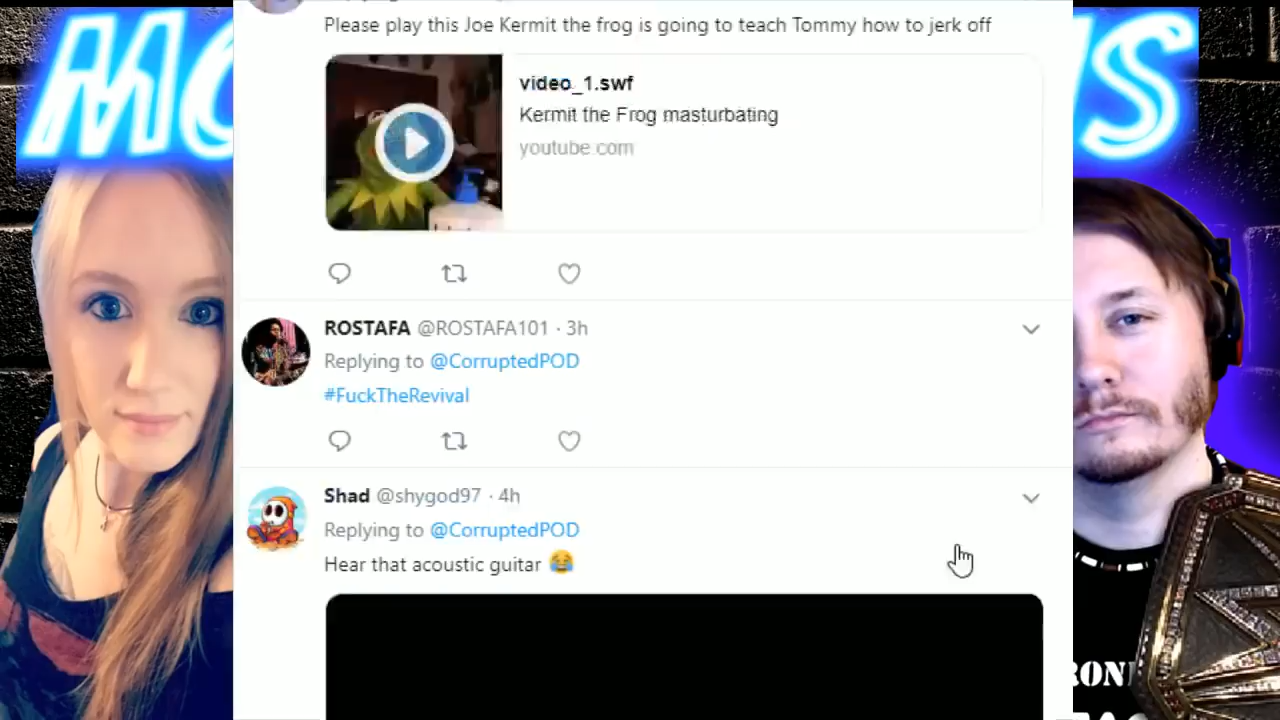 Please play this Joe Kermit the frog is going to teach Tommy how to jerk off
video_1.swf
Kermit the Frog masturbating
youtube.com
ROSTAFA @ROSTAFA101 · 3h
Replying to @CorruptedPOD
#FuckTheRevival
Shad @shygod97 · 4h
Replying to @CorruptedPOD
Hear that acoustic guitar 😂